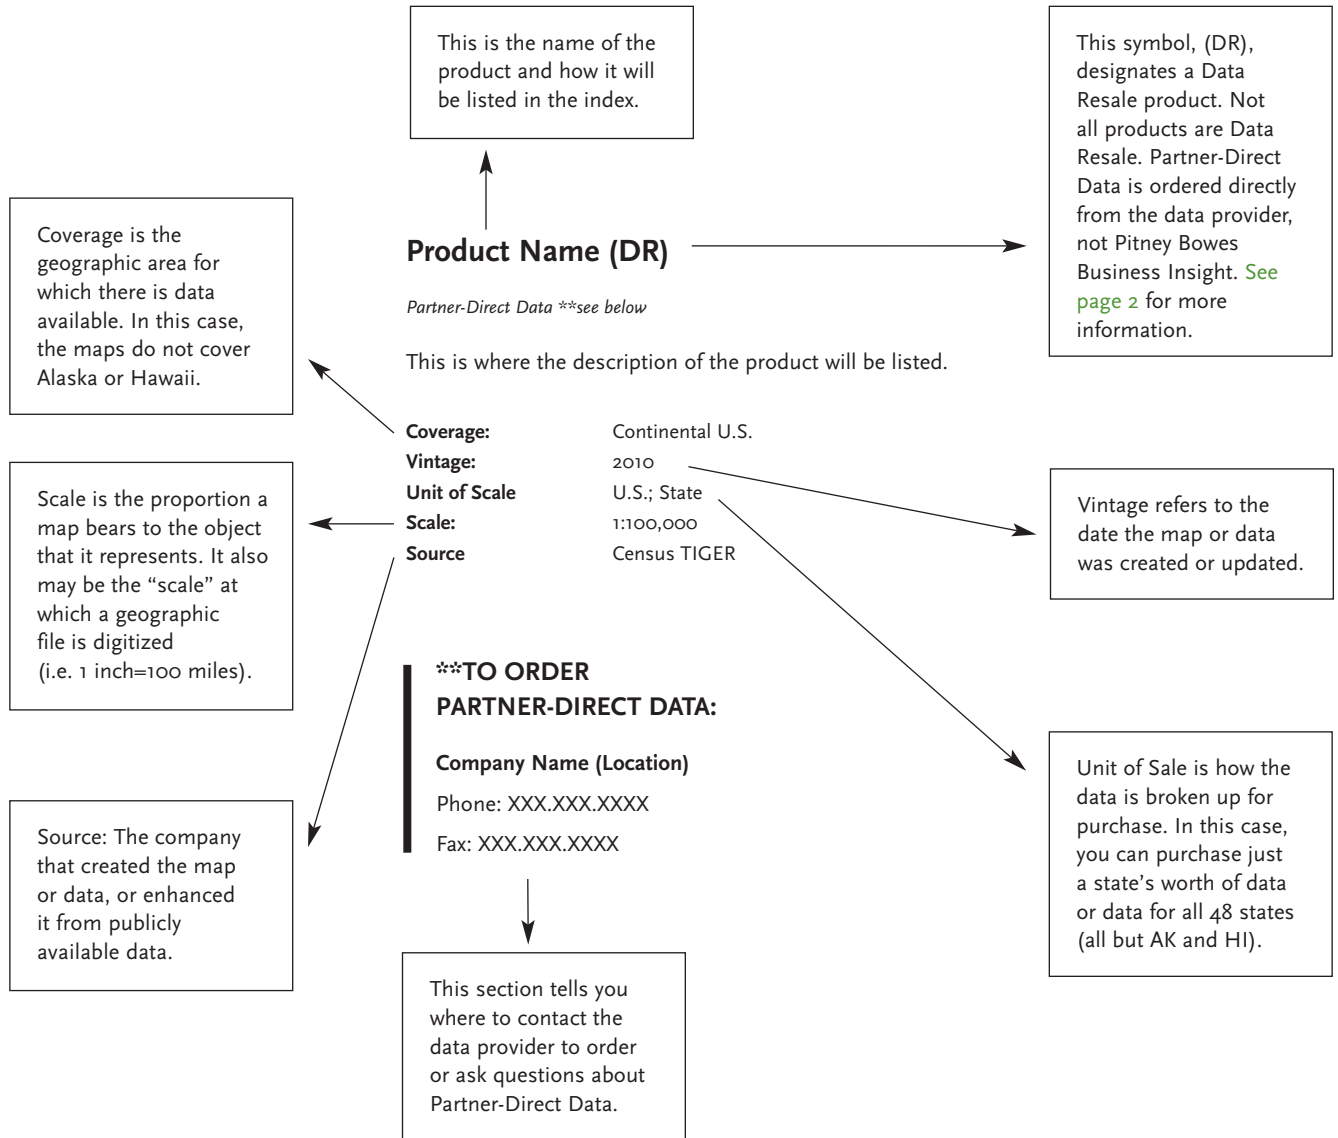 This is the name of the
product and how it will
be listed in the index.
This symbol, (DR),
designates a Data
Resale product. Not
all products are Data
Resale. Partner-Direct
Data is ordered directly
from the data provider,
not Pitney Bowes
Business Insight. See
page 2 for more
information.
Coverage is the
geographic area for
which there is data
available. In this case,
the maps do not cover
Alaska or Hawaii.
Product Name (DR)
Partner-Direct Data **see below
This is where the description of the product will be listed.
Coverage: Continental U.S.
Vintage: 2010
Unit of Scale U.S.; State
Scale: 1:100,000
Source Census TIGER
Scale is the proportion a
map bears to the object
that it represents. It also
may be the “scale” at
which a geographic
file is digitized
(i.e. 1 inch=100 miles).
Vintage refers to the
date the map or data
was created or updated.
**TO ORDER
PARTNER-DIRECT DATA:
Company Name (Location)
Phone: XXX.XXX.XXXX
Fax: XXX.XXX.XXXX
Unit of Sale is how the
data is broken up for
purchase. In this case,
you can purchase just
a state’s worth of data
or data for all 48 states
(all but AK and HI).
Source: The company
that created the map
or data, or enhanced
it from publicly
available data.
This section tells you
where to contact the
data provider to order
or ask questions about
Partner-Direct Data.